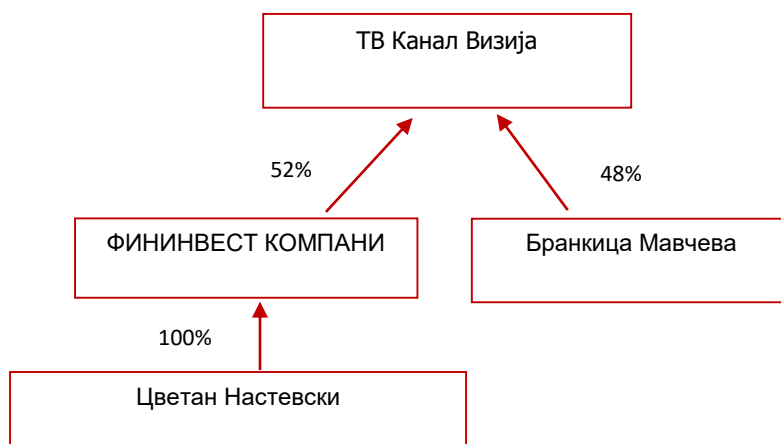 ТВ Канал Визија
52%
48%
ФИНИНВЕСТ КОМПАНИ
Бранкица Мавчева
100%
Цветан Настевски